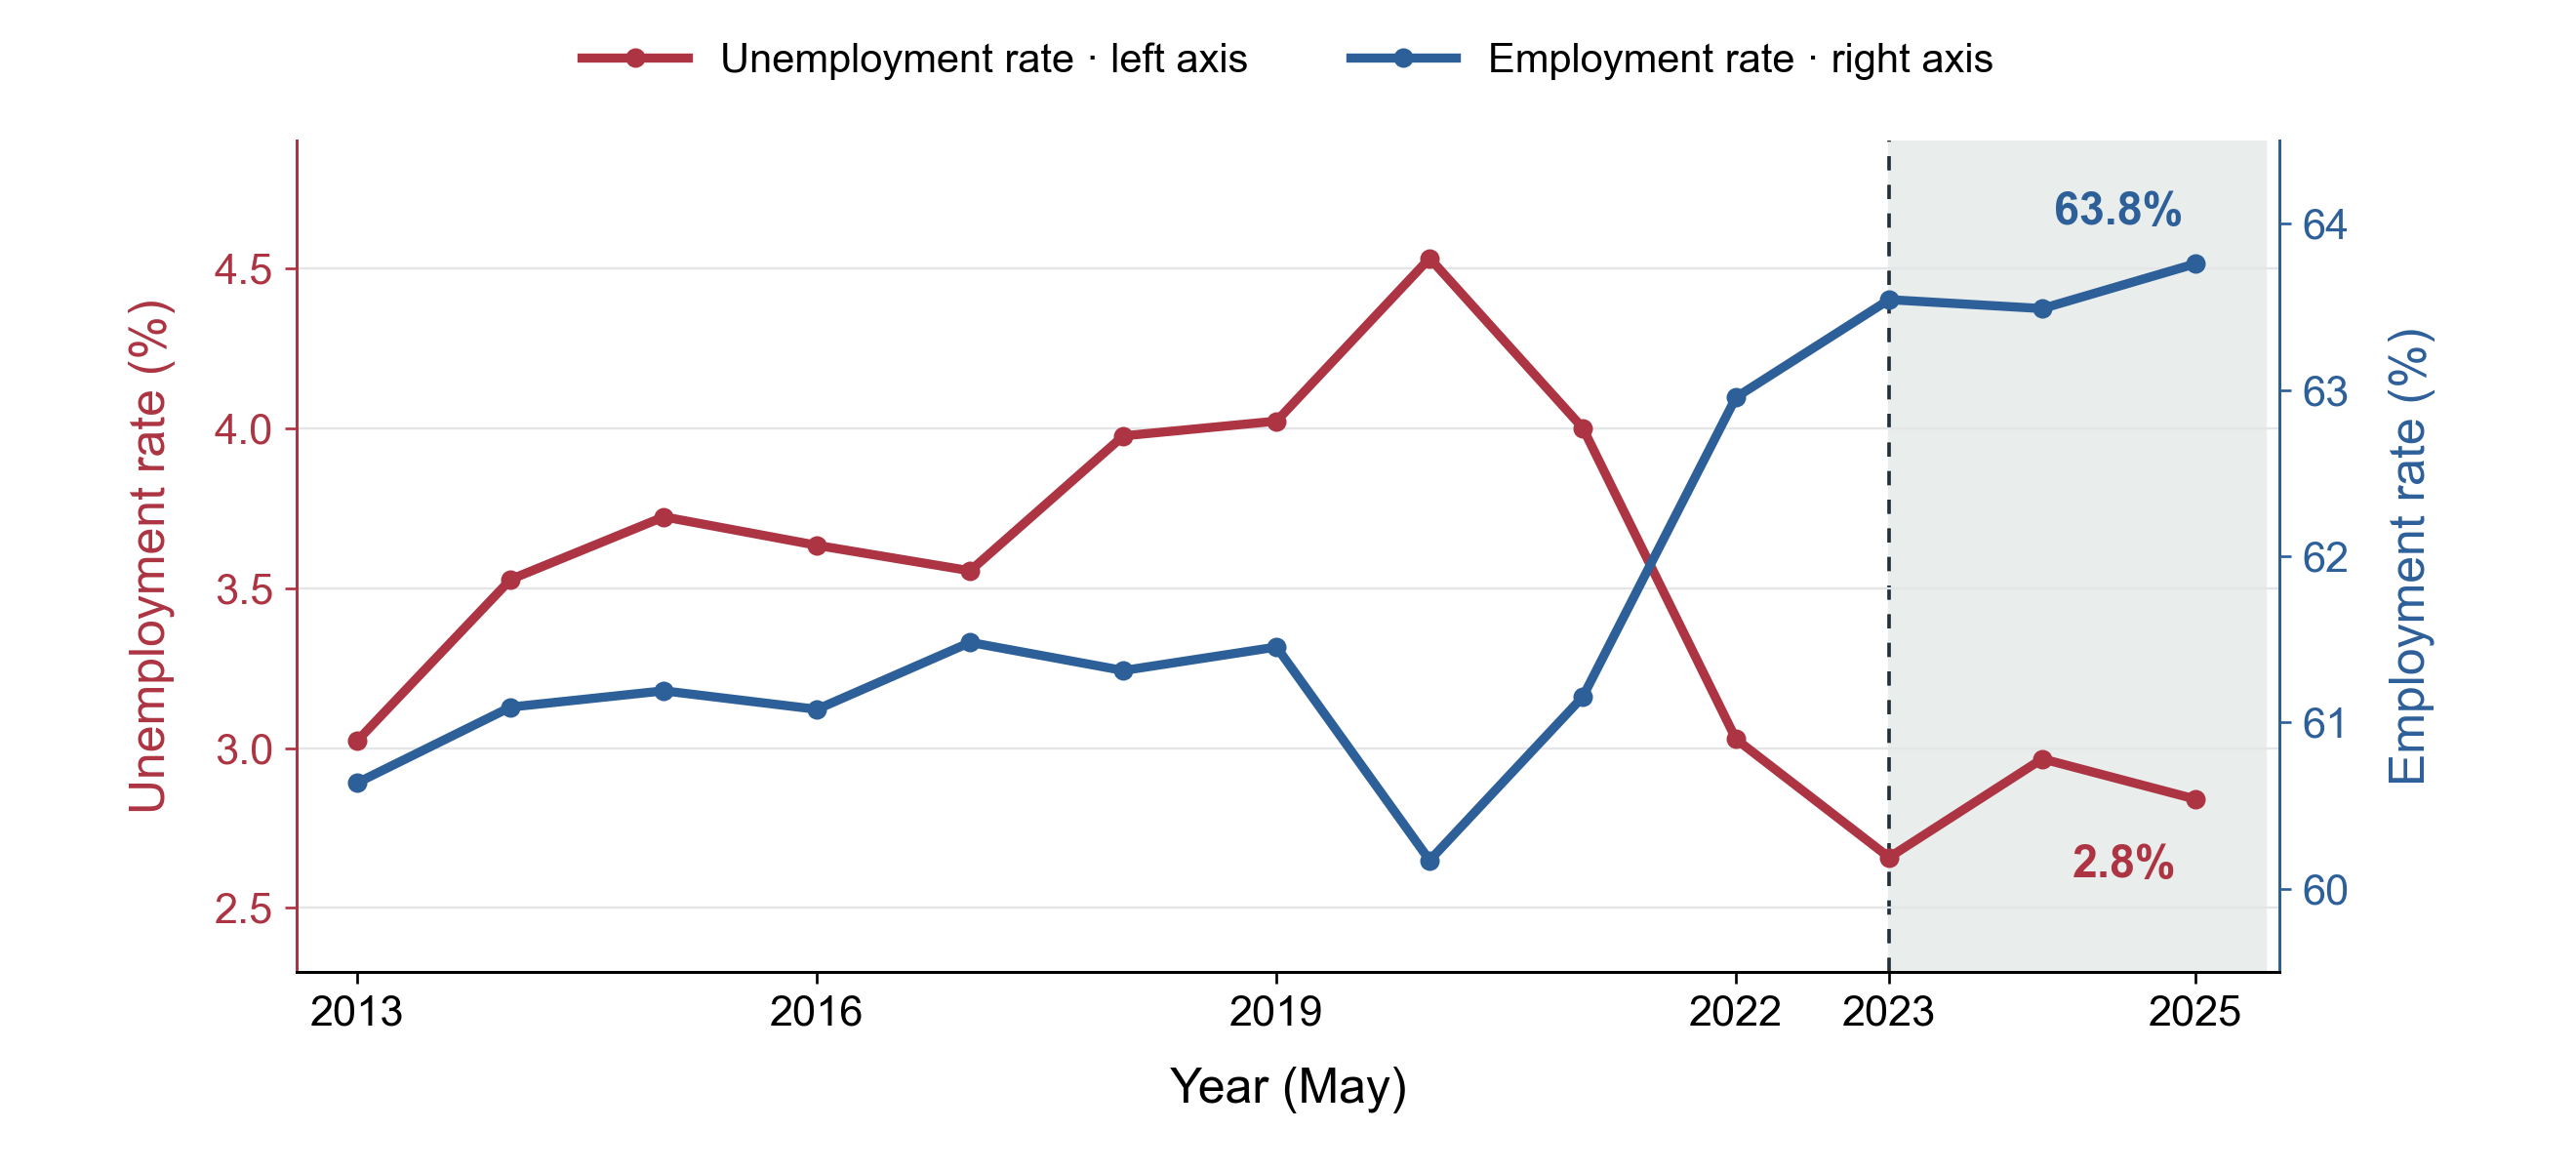 Unemployment rate · left axis
Employment rate · right axis
Unemployment rate (%)
4.5
4.0
3.5
3.0
2.5
63.8%
2.8%
64
63
62
61
60
Employment rate (%)
2013 2016 2019 2022 2023 2025
Year (May)